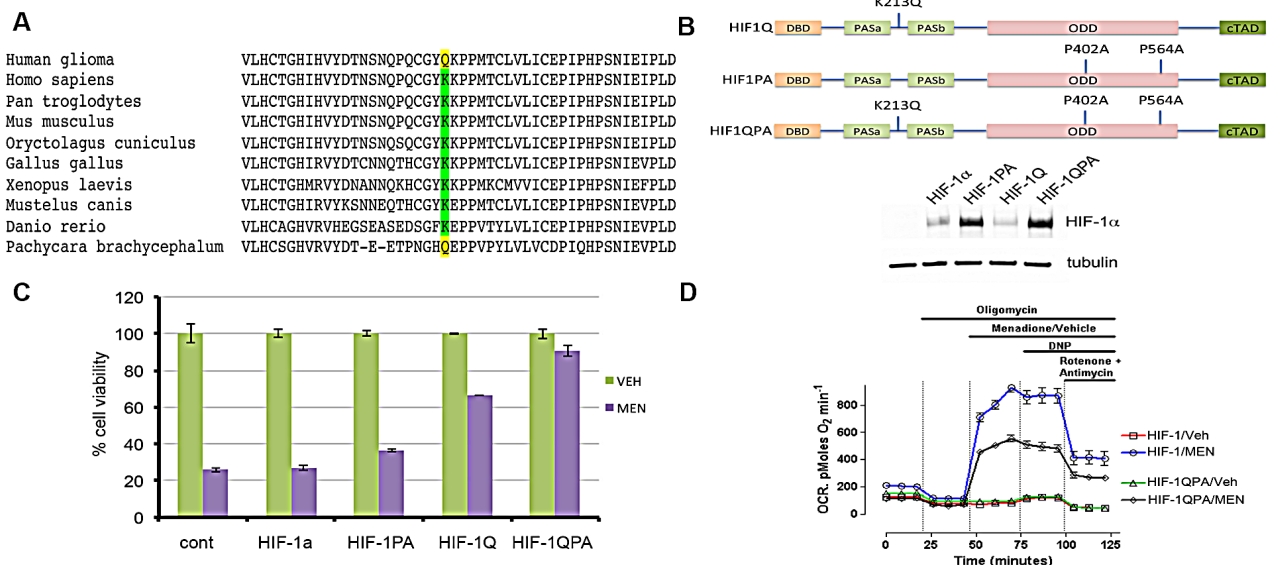 A
Human glioma VLHCTGHIHVYDTNSNQPQCGYQKPPMTCLVLICEPIPHPSNIEIPLD
Homo sapiens VLHCTGHIHVYDTNSNQPQCGYKKPPMTCLVLICEPIPHPSNIEIPLD
Pan troglodytes VLHCTGHIHVYDTNSNQPQCGYKKPPMTCLVLICEPIPHPSNIEIPLD
Mus musculus VLHCTGHIHVYDTNSNQPQCGYKKPPMTCLVLICEPIPHPSNIEIPLD
Oryctolagus cuniculus VLHCTGHIHVYDTNSNQSQCGYKKPPMTCLVLICEPIPHPSNIEIPLD
Gallus gallus VLHCTGHIRVYDTCNNQTHCGYKKPPMTCLVLICEPIPHPSNIEVPLD
Xenopus laevis VLHCTGHMRVYDNANNQKHCGYKKPPMKCMVVICEPIPHPSNIEFPLD
Mustelus canis VLHCTGHIRVYKSNNEQTHCGYKEPPMTCLVLICEPIPHPSNIEVPLD
Danio rerio VLHCAGHVRVHEGSEASEDSGFKEPPVTYLVLICEPIPHPSNIEVPLD
Pachycara brachycephalum VLHCSGHVRVYDT-E-ETPNGHQEPPVPYLVLVCDPIQHPSNIEVPLD
B
K213Q
HIF1Q DBD PASa PASb ODD cTAD
P402A P564A
HIF1PA DBD PASa PASb ODD cTAD
K213Q P402A P564A
HIF1QPA DBD PASa PASb ODD cTAD
HIF-1α HIF-1PA HIF-1Q HIF-1QPA
HIF-1α
tubulin
C
% cell viability
120
100
80
60
40
20
0
cont HIF-1a HIF-1PA HIF-1Q HIF-1QPA
VEH
MEN
D
Oligomycin
Menadione/Vehicle
DNP
Rotenone +
Antimycin
OCR, pMoles O2 min-1
800
600
400
200
0
0 25 50 75 100 125
Time (minutes)
HIF-1/Veh
HIF-1/MEN
HIF-1QPA/Veh
HIF-1QPA/MEN